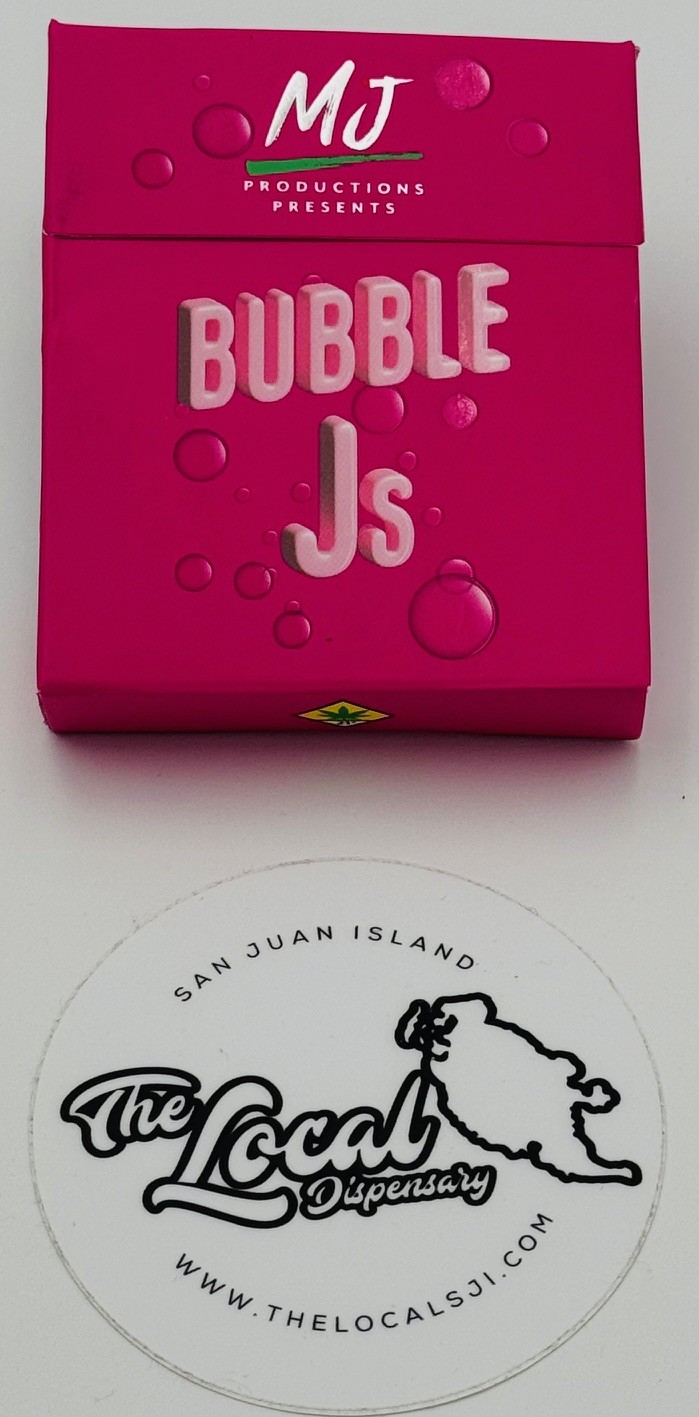 MJ
PRODUCTIONS
PRESENTS
BUBBLE
Js
SAN JUAN ISLAND
The Local
Dispensary
WWW.THELOCALSJI.COM